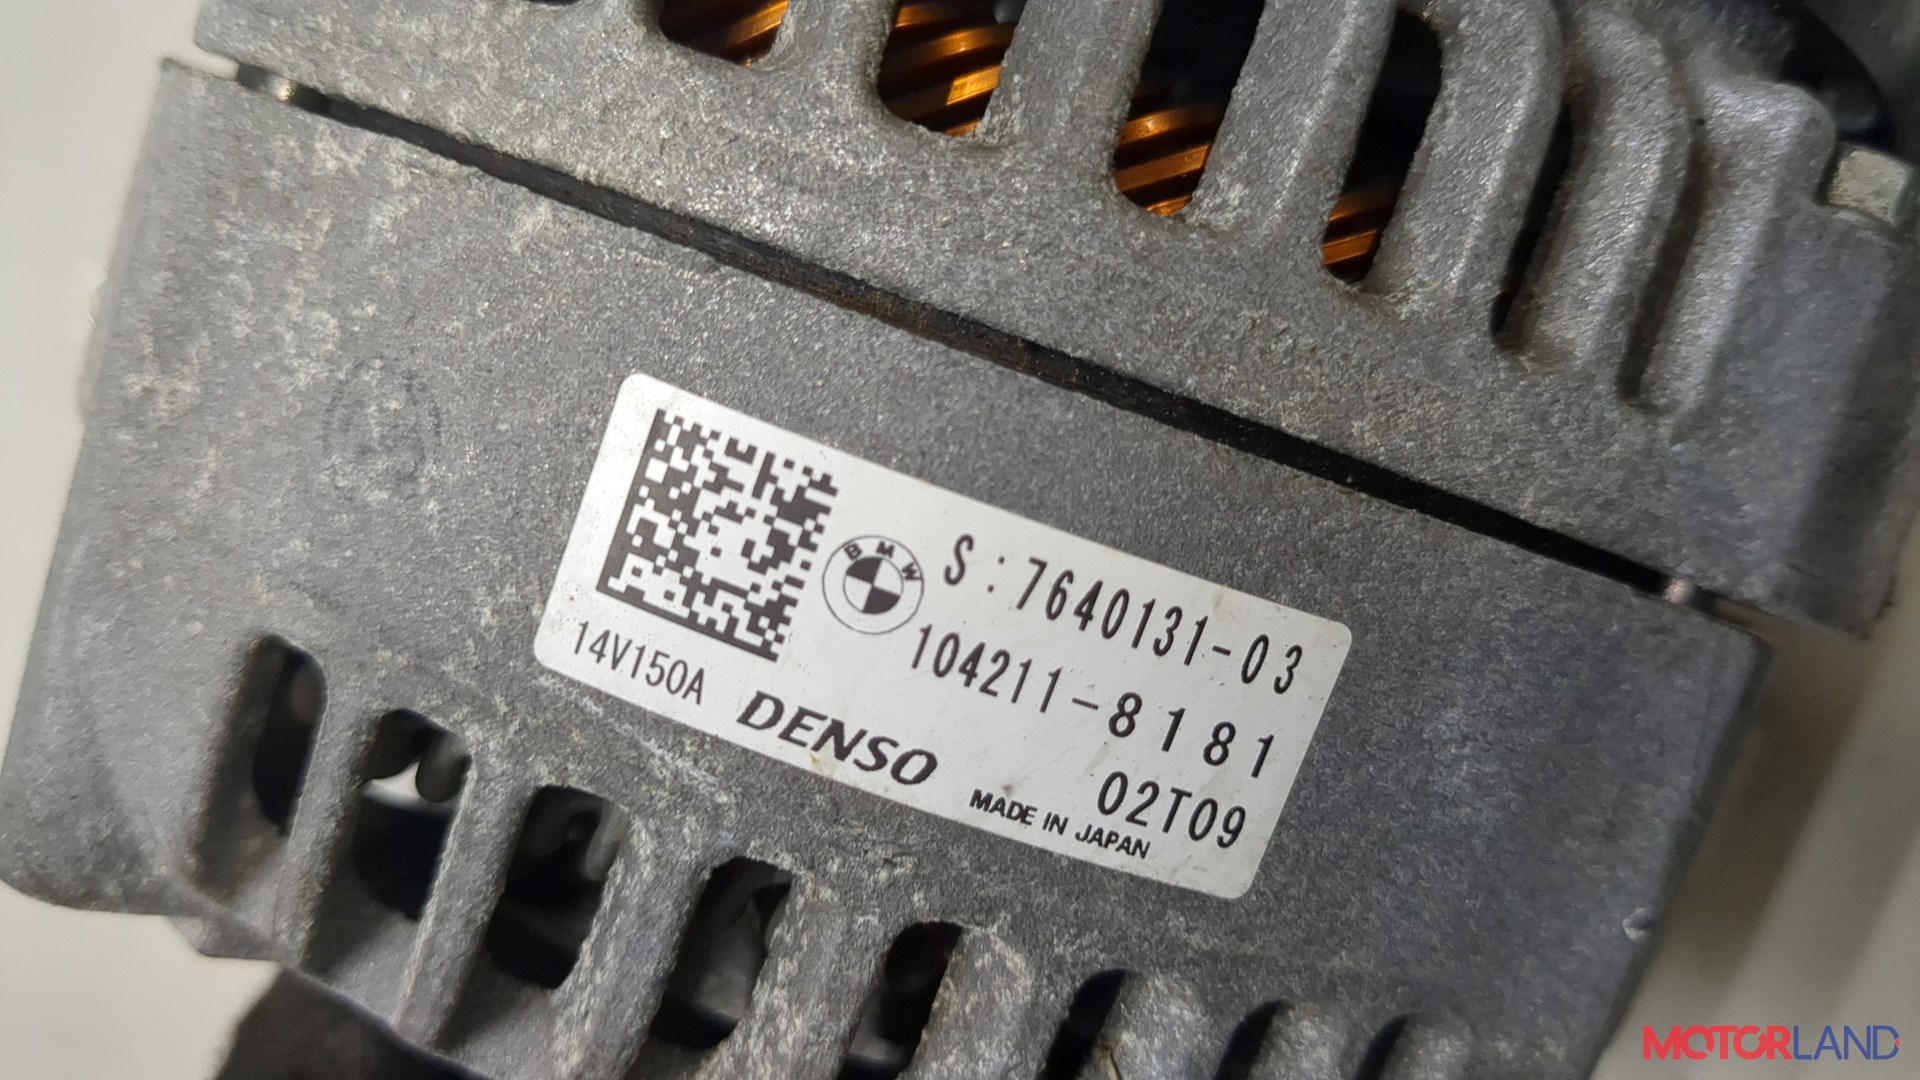 BMW
S:7640131-03
104211-8181
14V150A
DENSO
02T09
MADE IN JAPAN
MOTORLAND